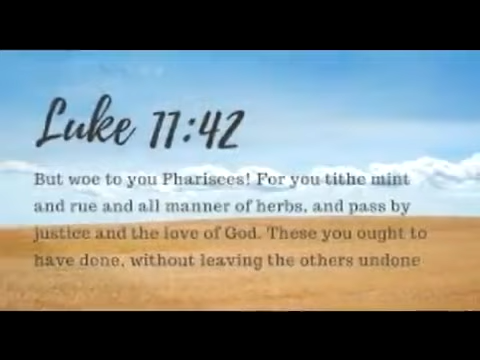 Luke 11:42
But woe to you Pharisees! For you tithe mint
and rue and all manner of herbs, and pass by
justice and the love of God. These you ought to
have done, without leaving the others undone